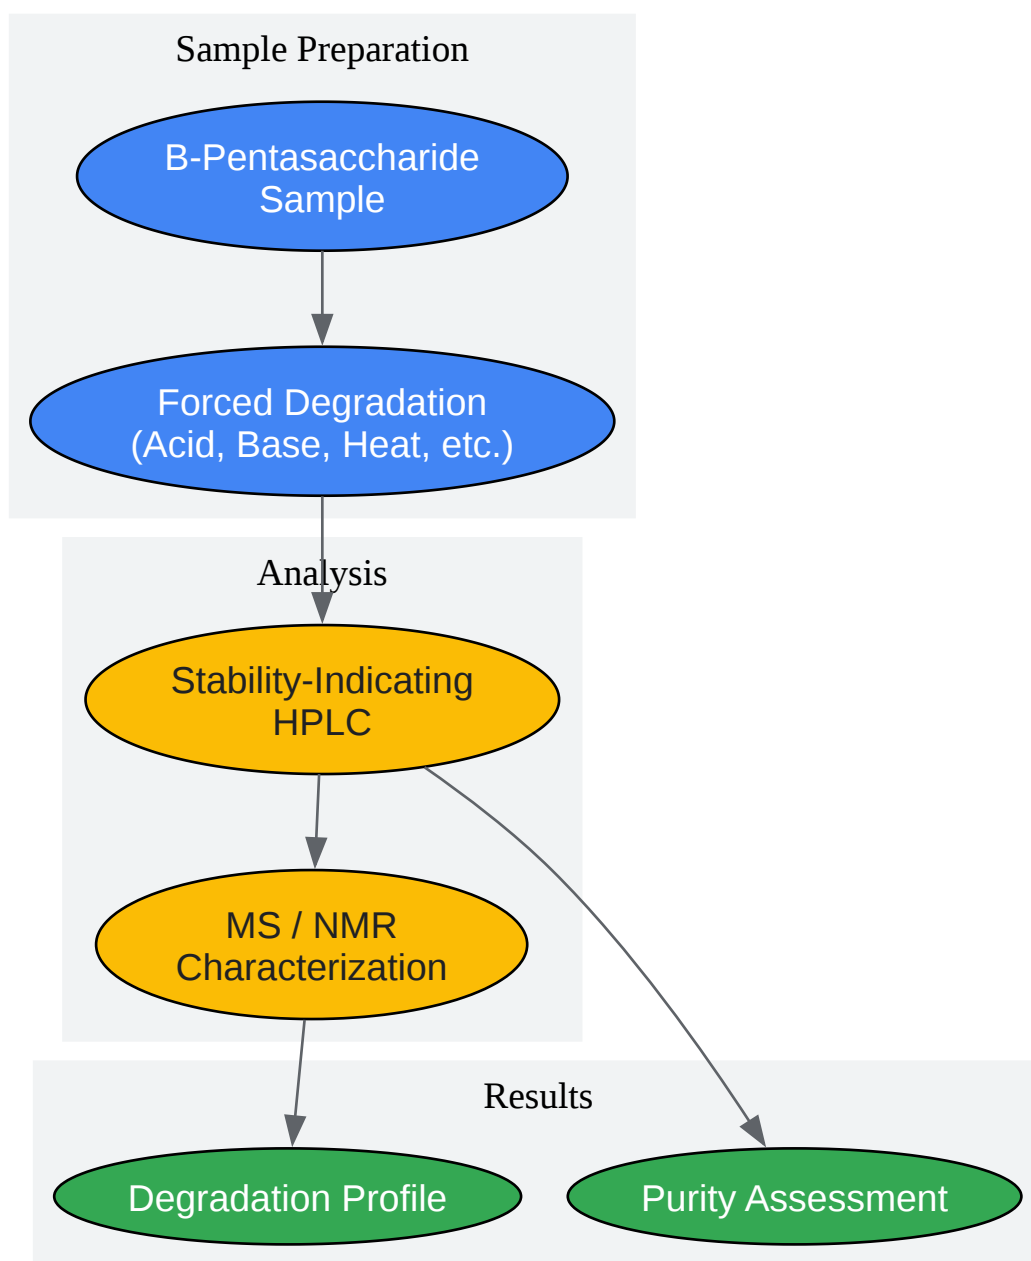 Sample Preparation
B-Pentasaccharide
Sample
Forced Degradation
(Acid, Base, Heat, etc.)
Analysis
Stability-Indicating
HPLC
MS / NMR
Characterization
Results
Degradation Profile
Purity Assessment